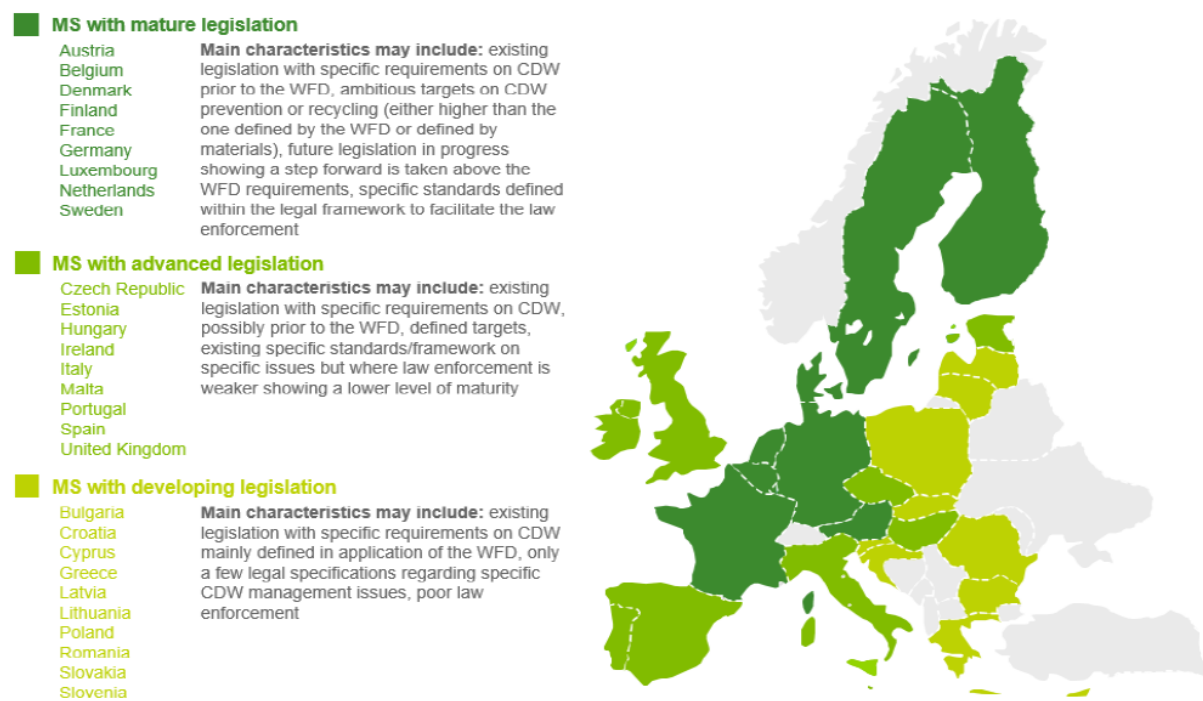 MS with mature legislation
Austria
Belgium
Denmark
Finland
France
Germany
Luxembourg
Netherlands
Sweden
Main characteristics may include: existing
legislation with specific requirements on CDW
prior to the WFD, ambitious targets on CDW
prevention or recycling (either higher than the
one defined by the WFD or defined by
materials), future legislation in progress
showing a step forward is taken above the
WFD requirements, specific standards defined
within the legal framework to facilitate the law
enforcement
MS with advanced legislation
Czech Republic
Estonia
Hungary
Ireland
Italy
Malta
Portugal
Spain
United Kingdom
Main characteristics may include: existing
legislation with specific requirements on CDW,
possibly prior to the WFD, defined targets,
existing specific standards/framework on
specific issues but where law enforcement is
weaker showing a lower level of maturity
MS with developing legislation
Bulgaria
Croatia
Cyprus
Greece
Latvia
Lithuania
Poland
Romania
Slovakia
Slovenia
Main characteristics may include: existing
legislation with specific requirements on CDW
mainly defined in application of the WFD, only
a few legal specifications regarding specific
CDW management issues, poor law
enforcement